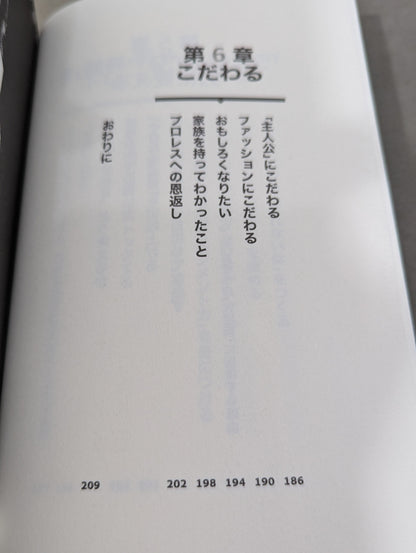 第6章
こだわる
『主人公』にこだわる
ファッションにこだわる
おもしろくなりたい
家族を持ってわかったこと
プロレスへの恩返し
おわりに
186
190
194
198
202
209